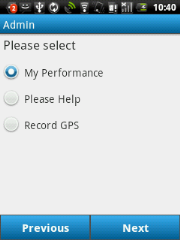 10:40
Admin
Please select
My Performance
Please Help
Record GPS
Previous
Next